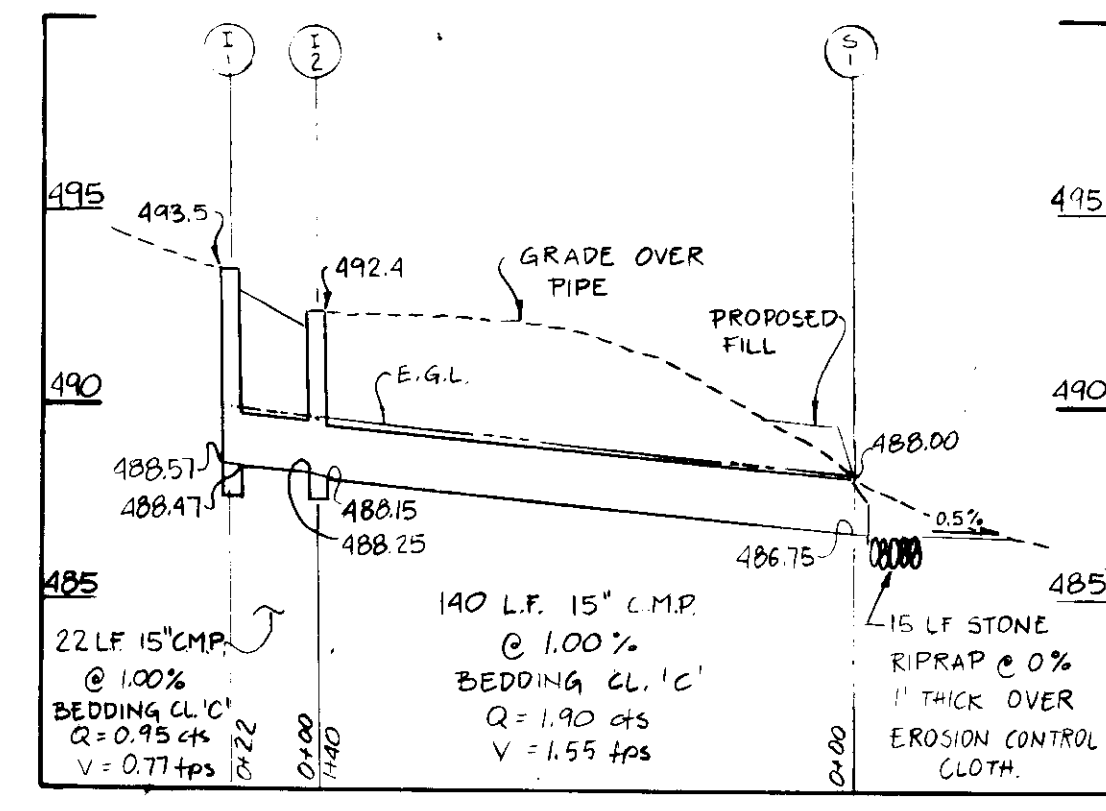 I
1
I
2
S
1
495
495
493.5
492.4
GRADE OVER
PIPE
PROPOSED
FILL
490
E.G.L.
490
488.00
488.57
488.47
488.15
488.25
486.75
0.5%
485
485
22 LF 15" C.M.P.
@ 1.00%
BEDDING CL. 'C'
Q = 0.95 cfs
V = 0.77 fps
0+22
0+00
1+40
140 L.F. 15" C.M.P.
@ 1.00%
BEDDING CL. 'C'
Q = 1.90 cfs
V = 1.55 fps
0+00
15 LF STONE
RIPRAP @ 0%
1' THICK OVER
EROSION CONTROL
CLOTH.